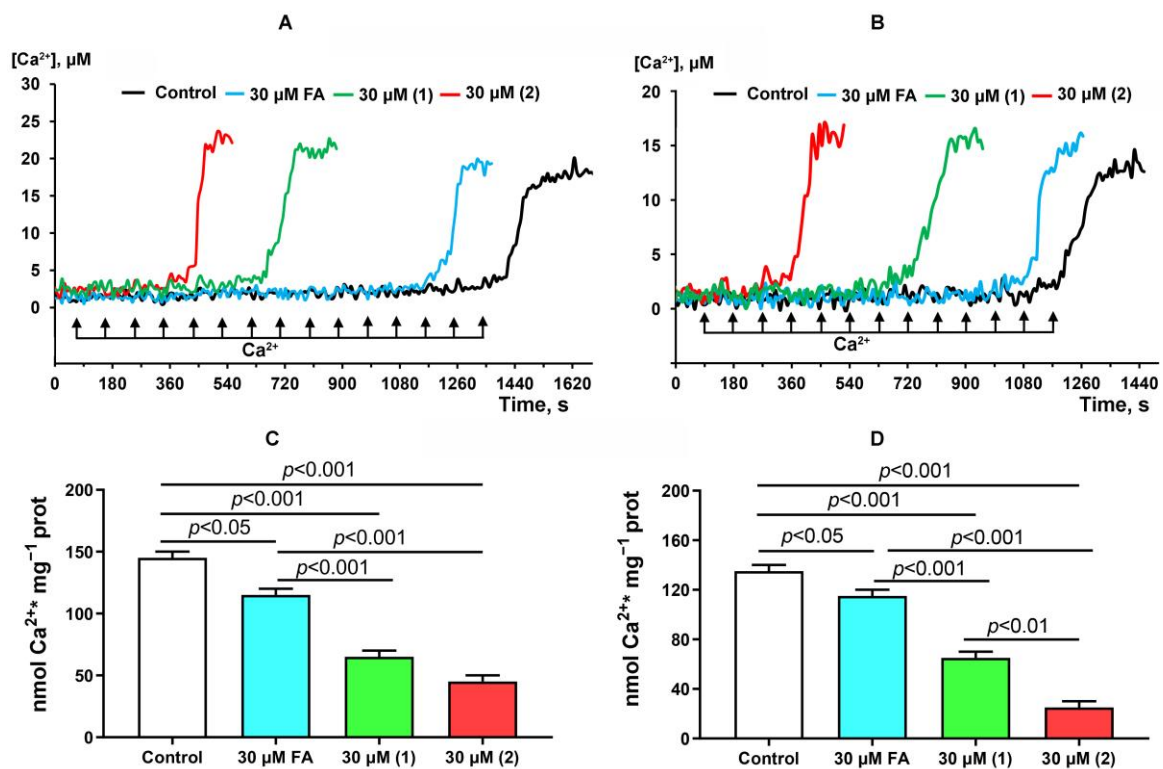 A
[Ca²⁺], µM
Control 30 µM FA 30 µM (1) 30 µM (2)
30
25
20
15
10
5
0
Ca²⁺
0 180 360 540 720 900 1080 1260 1440 1620
Time, s
B
[Ca²⁺], µM
Control 30 µM FA 30 µM (1) 30 µM (2)
20
15
10
5
0
Ca²⁺
0 180 360 540 720 900 1080 1260 1440
Time, s
C
nmol Ca²⁺* mg⁻¹ prot
200
150
100
50
0
p<0.001
p<0.001
p<0.05
p<0.001
p<0.001
Control 30 µM FA 30 µM (1) 30 µM (2)
D
nmol Ca²⁺* mg⁻¹ prot
200
160
120
80
40
0
p<0.001
p<0.001
p<0.05
p<0.001
p<0.001
p<0.01
Control 30 µM FA 30 µM (1) 30 µM (2)